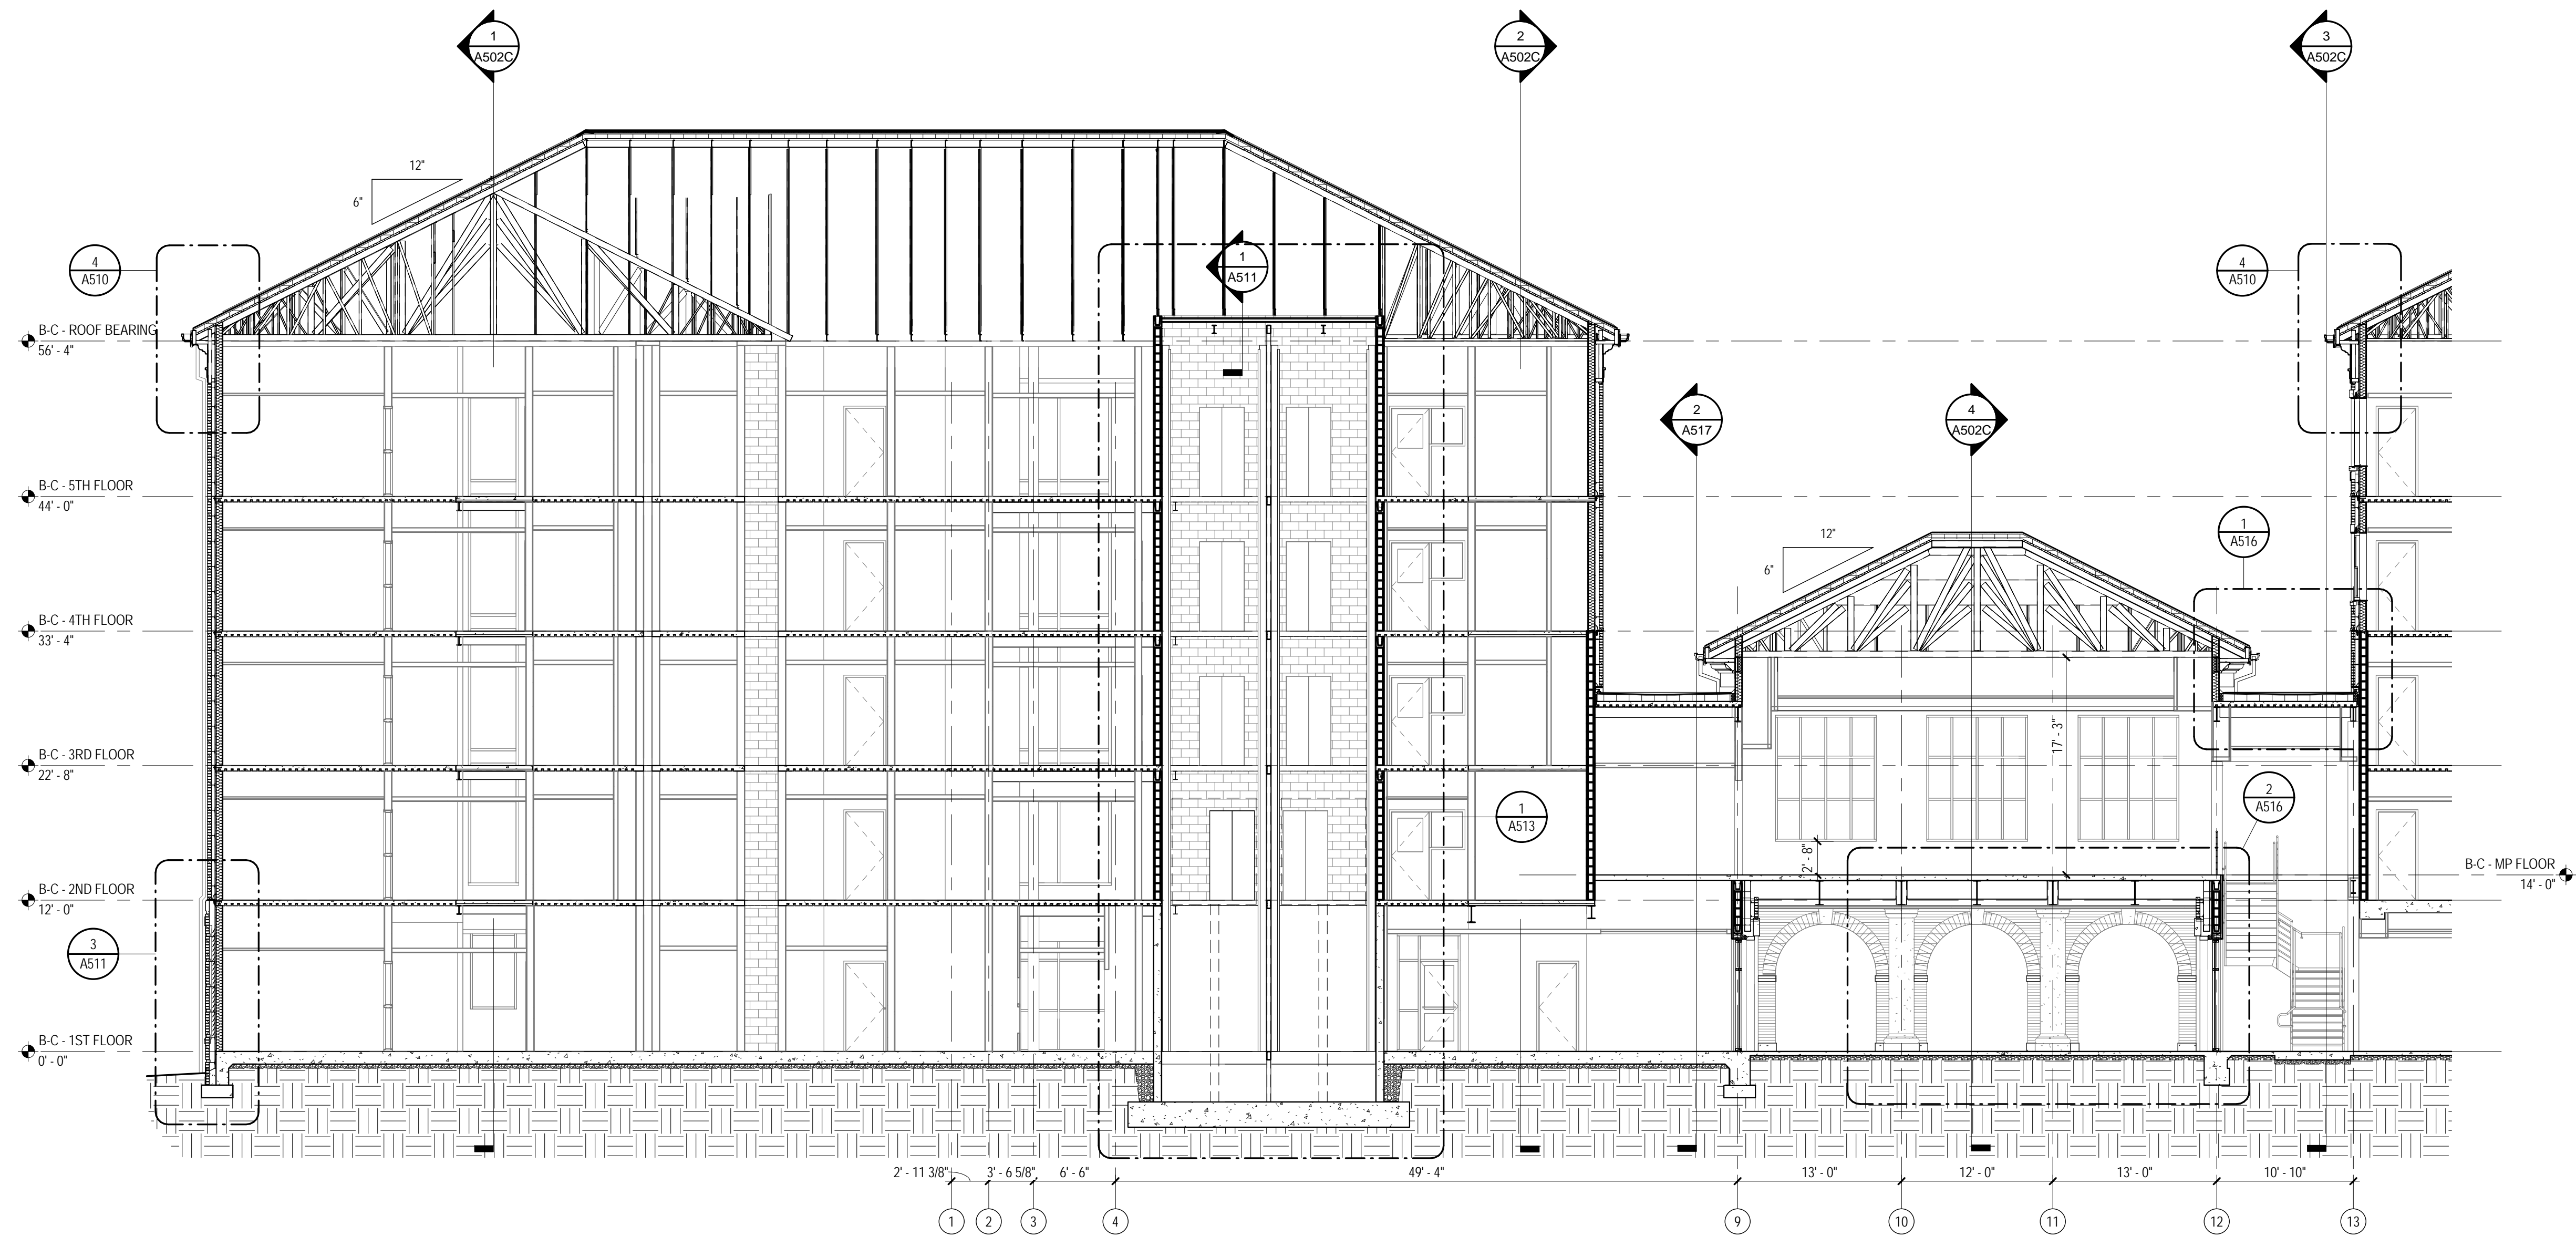 1
A502C
2
A502C
3
A502C
12"
6"
4
A510
1
A511
4
A510
B-C - ROOF BEARING
56' - 4"
2
A517
4
A502C
B-C - 5TH FLOOR
44' - 0"
12"
6"
1
A516
B-C - 4TH FLOOR
33' - 4"
17' - 3"
B-C - 3RD FLOOR
22' - 8"
1
A513
2
A516
2' - 8"
B-C - MP FLOOR
14' - 0"
B-C - 2ND FLOOR
12' - 0"
3
A511
B-C - 1ST FLOOR
0' - 0"
2' - 11 3/8"
3' - 6 5/8"
6' - 6"
49' - 4"
13' - 0"
12' - 0"
13' - 0"
10' - 10"
1
2
3
4
9
10
11
12
13